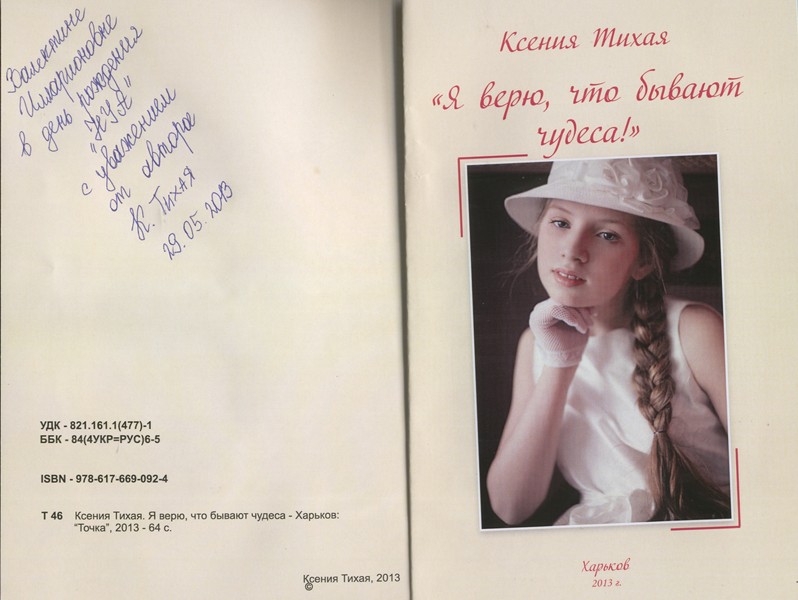 Валентине
Илларионовне
в день рождения
"НУА"
с уважением
от автора
К. Тихая
29.05.2013
УДК - 821.161.1(477)-1
ББК - 84(4УКР=РУС)6-5
ISBN - 978-617-669-092-4
Т 46 Ксения Тихая. Я верю, что бывают чудеса - Харьков:
"Точка", 2013 - 64 с.
Ксения Тихая, 2013
©
Ксения Тихая
«Я верю, что бывают
чудеса!»
Харьков
2013 г.